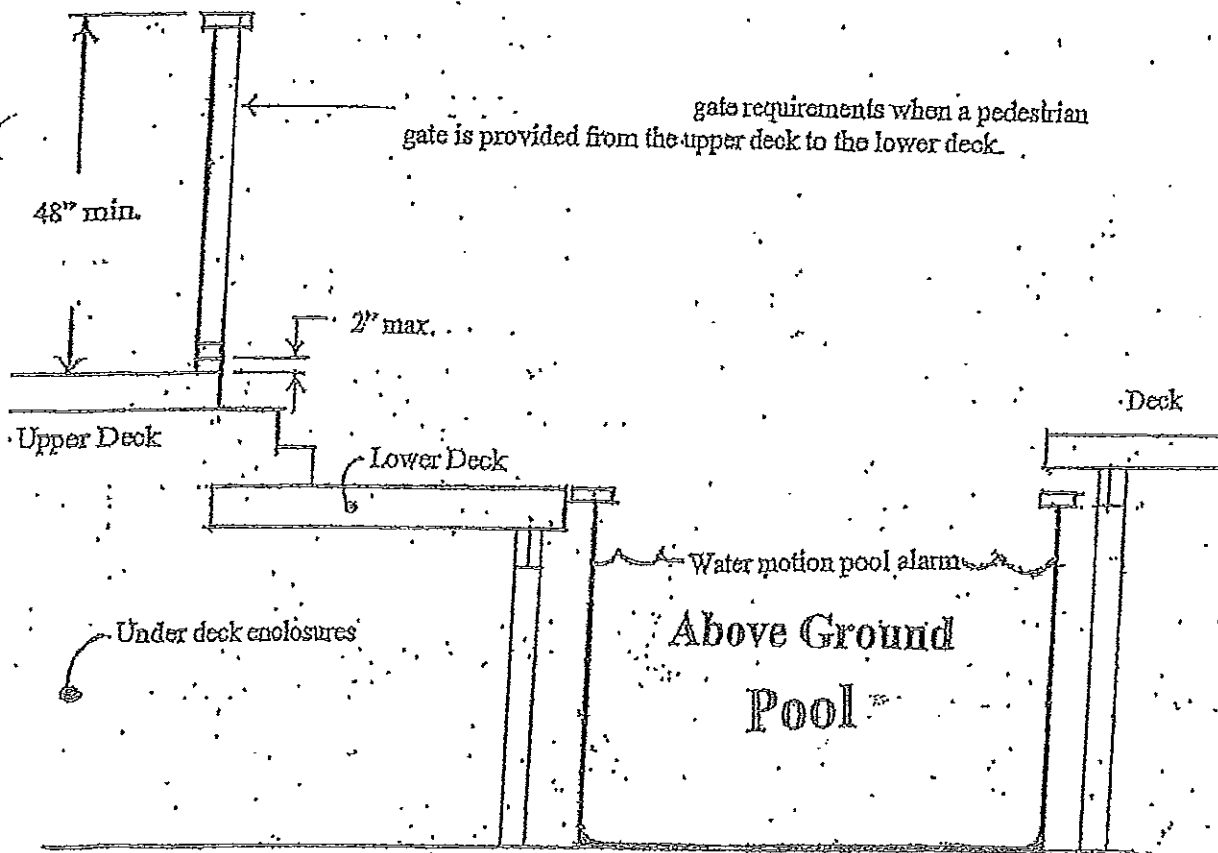 gate requirements when a pedestrian
gate is provided from the upper deck to the lower deck.
48" min.
2" max.
Deck
Upper Deck
Lower Deck
Water motion pool alarm
Under deck enclosures
Above Ground
Pool